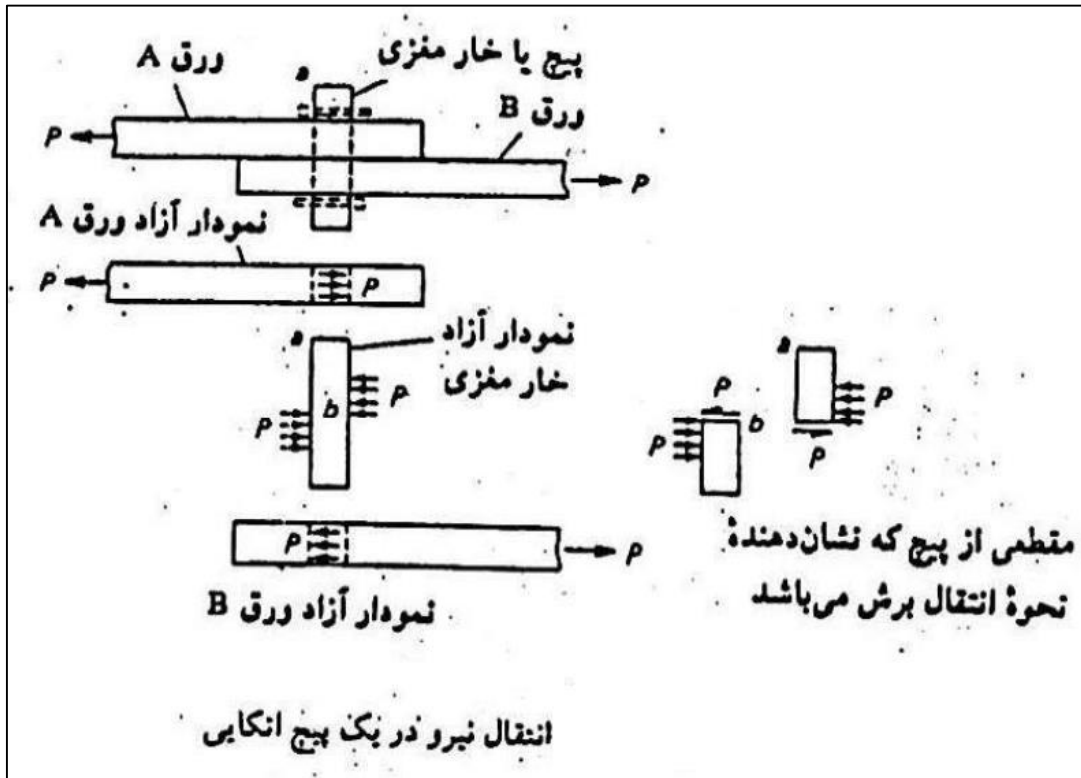 پیچ یا خار مغزی
a
ورق A
ورق B
P
P
نمودار آزاد ورق A
P
P
a
نمودار آزاد
خار مغزی
b
P
P
a
P
P
b
P
P
مقطعی از پیچ که نشان‌دهندهٔ
نحوهٔ انتقال برش می‌باشد
P
P
نمودار آزاد ورق B
انتقال نیرو در یک پیچ اتکایی